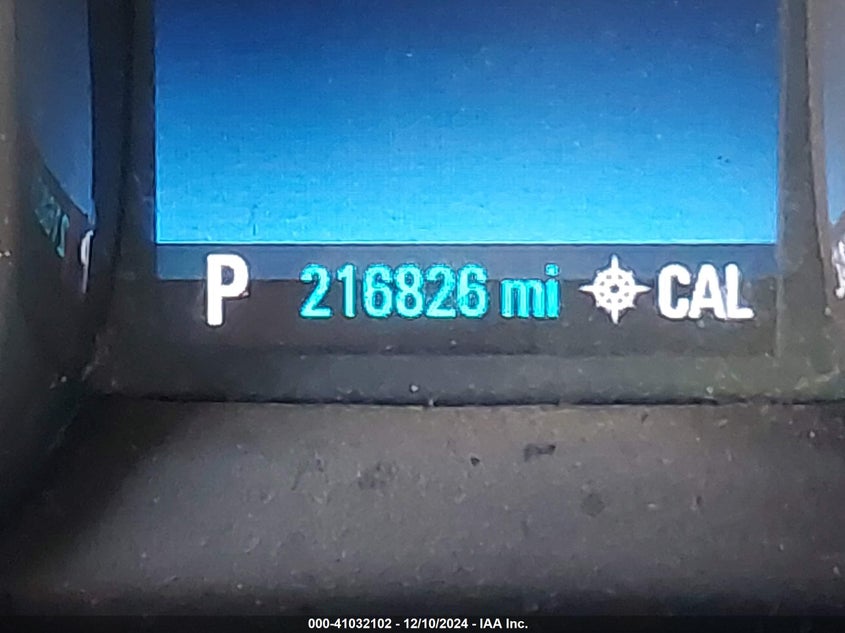 P 216826 mi CAL
000-41032102 - 12/10/2024 - IAA Inc.